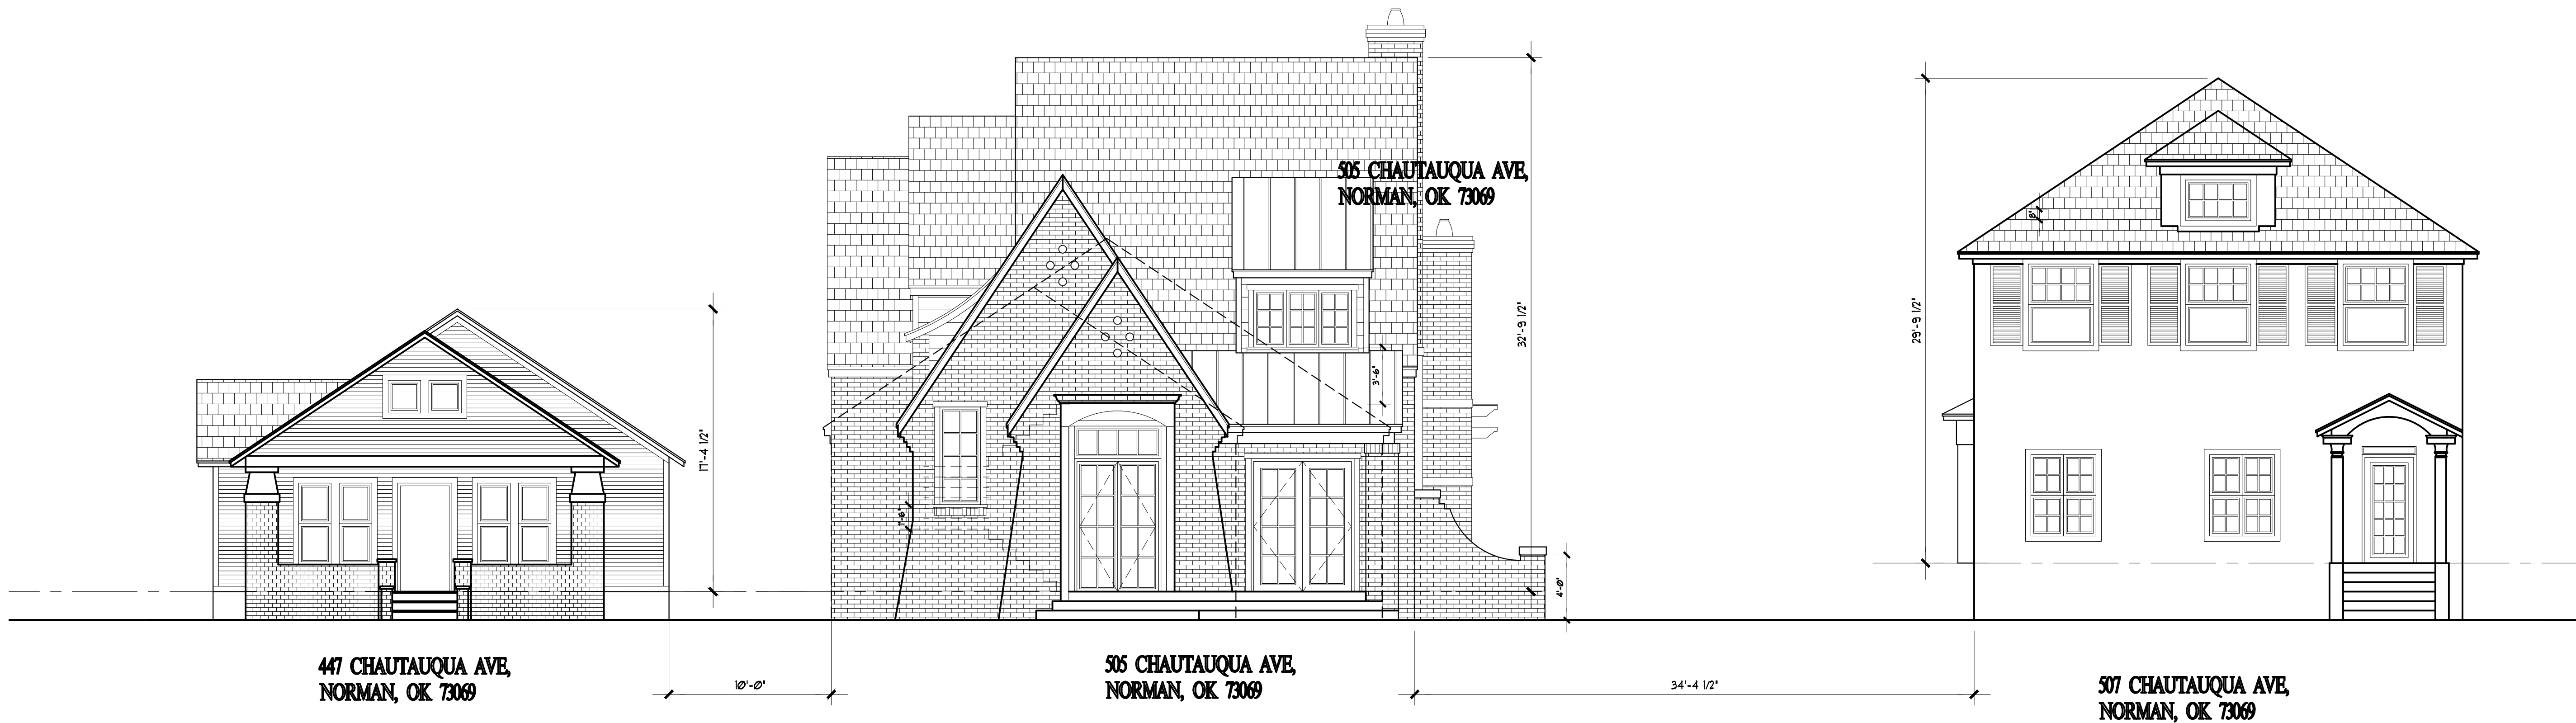 505 CHAUTAUQUA AVE,
NORMAN, OK 73069
8"
32'-9 1/2"
29'-9 1/2"
3'-6"
17'-4 1/2"
1'-6"
4'-0"
447 CHAUTAUQUA AVE,
NORMAN, OK 73069
10'-0"
505 CHAUTAUQUA AVE,
NORMAN, OK 73069
34'-4 1/2"
507 CHAUTAUQUA AVE,
NORMAN, OK 73069